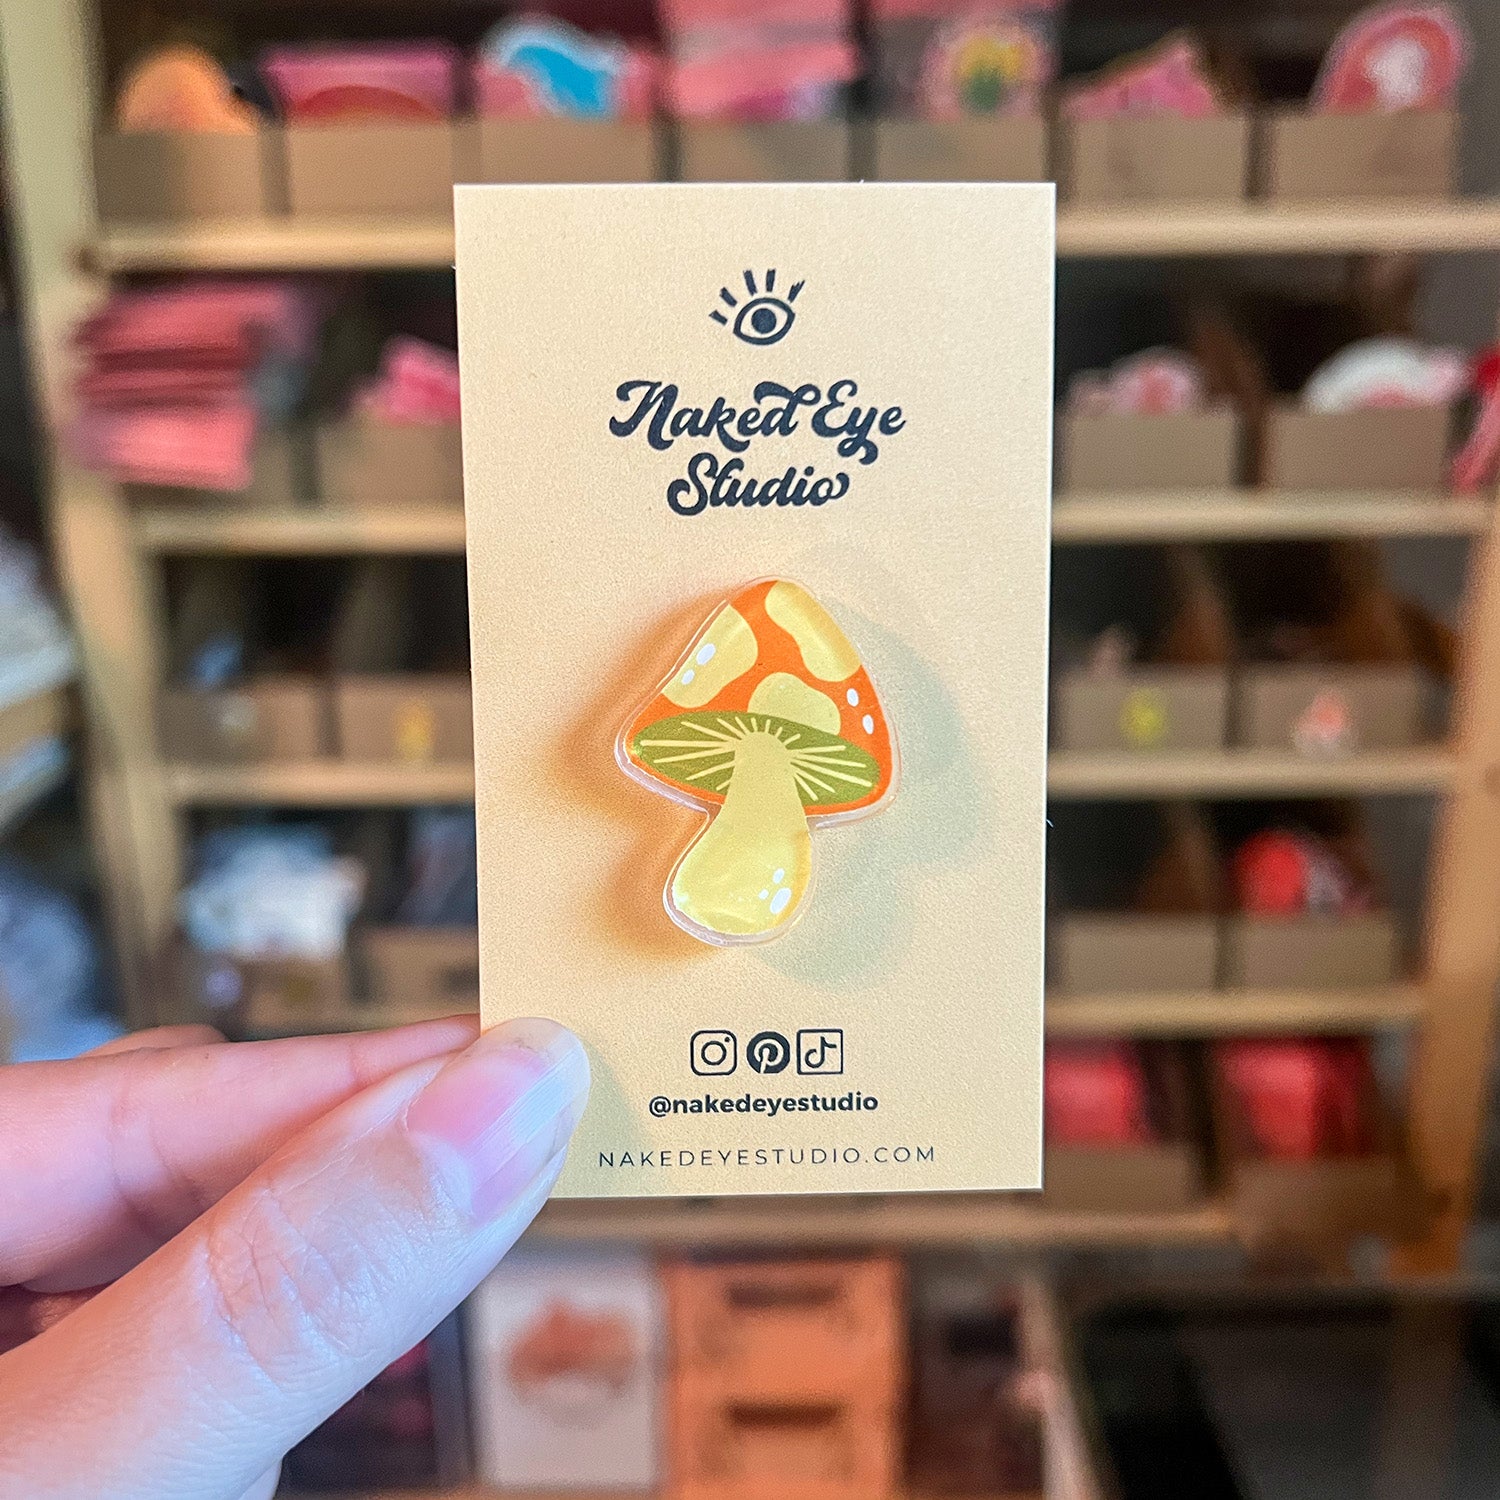 Naked Eye
Studio
@nakedeyestudio
NAKEDEYESTUDIO.COM